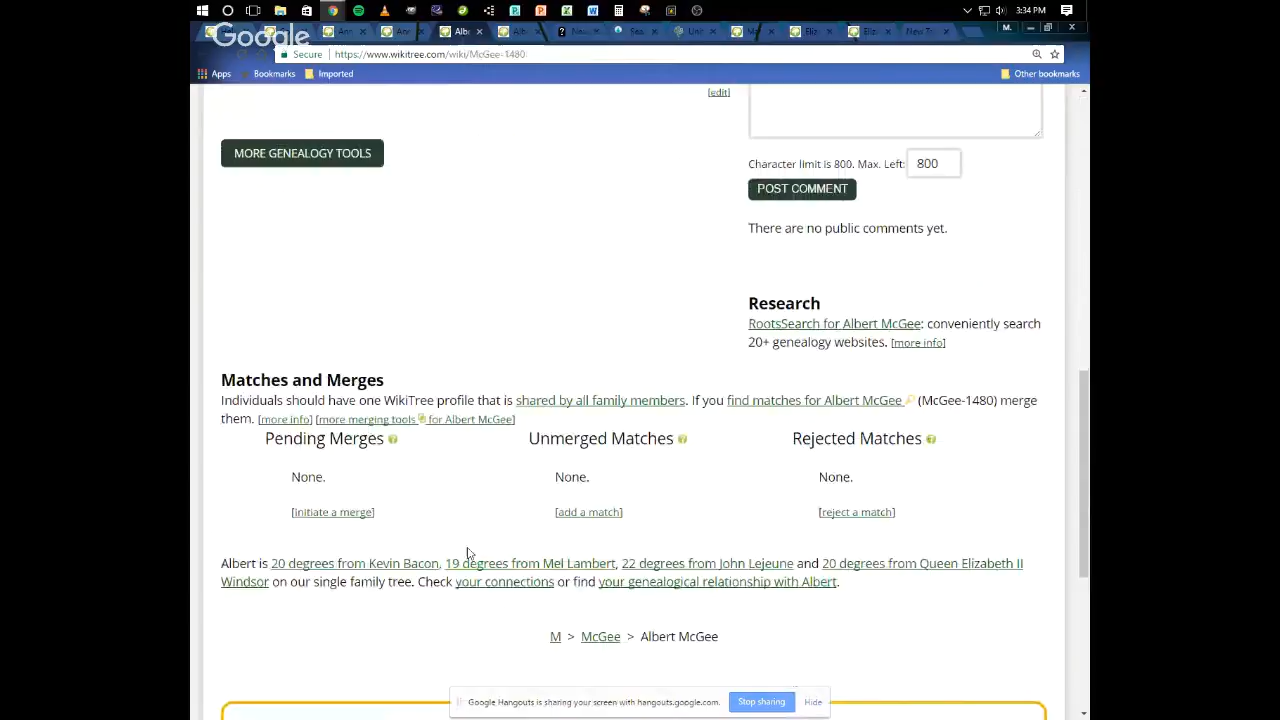 3:34 PM
Google
Alb
M.
Secure https://www.wikitree.com/wiki/McGee-1480
Apps Bookmarks Imported Other bookmarks
[edit]
MORE GENEALOGY TOOLS
Character limit is 800. Max. Left: 800
POST COMMENT
There are no public comments yet.
Research
RootsSearch for Albert McGee: conveniently search
20+ genealogy websites. [more info]
Matches and Merges
Individuals should have one WikiTree profile that is shared by all family members. If you find matches for Albert McGee (McGee-1480) merge
them. [more info] [more merging tools for Albert McGee]
Pending Merges ? Unmerged Matches ? Rejected Matches ?
None. None. None.
[initiate a merge] [add a match] [reject a match]
Albert is 20 degrees from Kevin Bacon, 19 degrees from Mel Lambert, 22 degrees from John Lejeune and 20 degrees from Queen Elizabeth II
Windsor on our single family tree. Check your connections or find your genealogical relationship with Albert.
M > McGee > Albert McGee
Google Hangouts is sharing your screen with hangouts.google.com. Stop sharing Hide